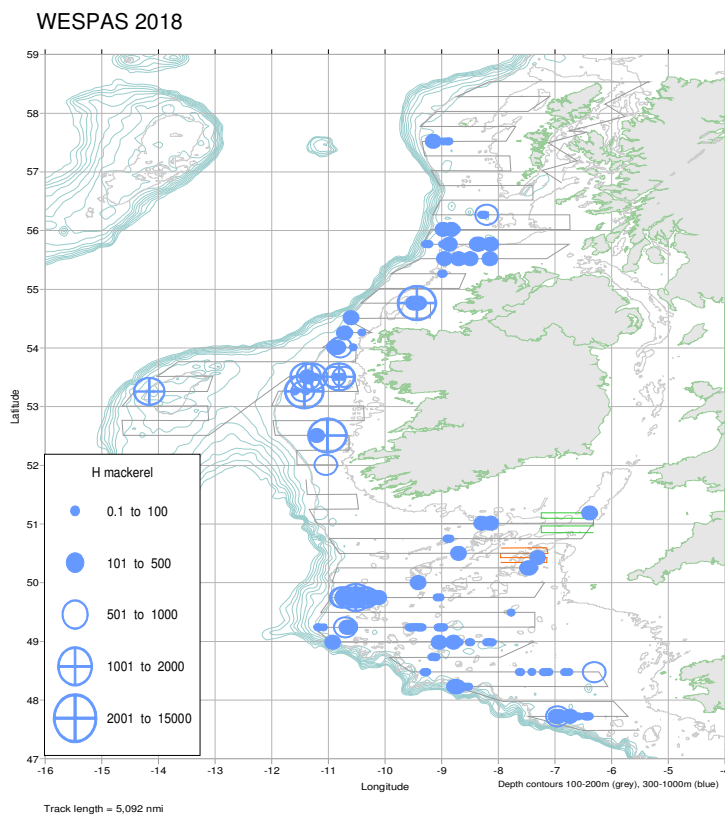 WESPAS 2018
59
58
57
56
55
54
53
52
51
50
49
48
47
Latitude
H mackerel
0.1 to 100
101 to 500
501 to 1000
1001 to 2000
2001 to 15000
-16 -15 -14 -13 -12 -11 -10 -9 -8 -7 -6 -5 -4
Longitude
Depth contours 100-200m (grey), 300-1000m (blue)
Track length = 5,092 nmi